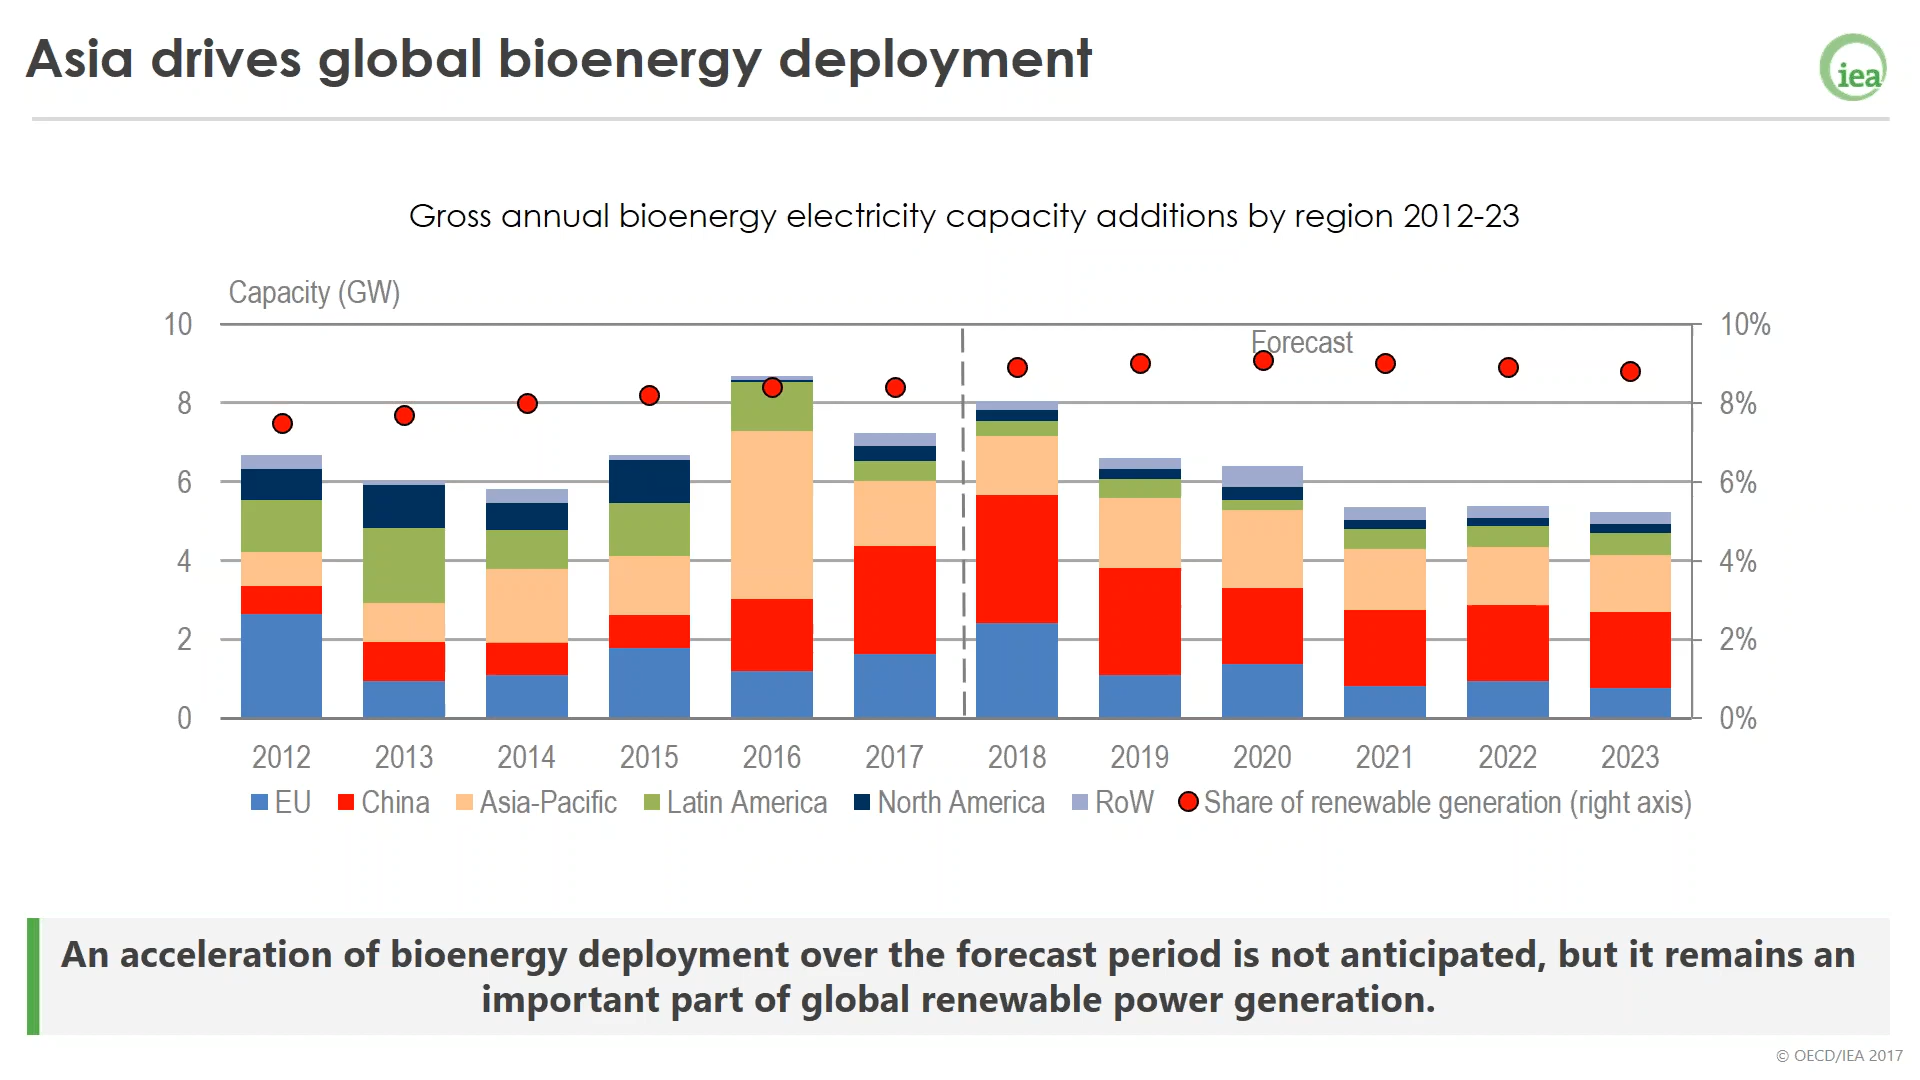 Asia drives global bioenergy deployment
iea
Gross annual bioenergy electricity capacity additions by region 2012-23
Capacity (GW)
10
8
6
4
2
0
10%
8%
6%
4%
2%
0%
Forecast
2012 2013 2014 2015 2016 2017 2018 2019 2020 2021 2022 2023
EU China Asia-Pacific Latin America North America RoW Share of renewable generation (right axis)
An acceleration of bioenergy deployment over the forecast period is not anticipated, but it remains an
important part of global renewable power generation.
© OECD/IEA 2017